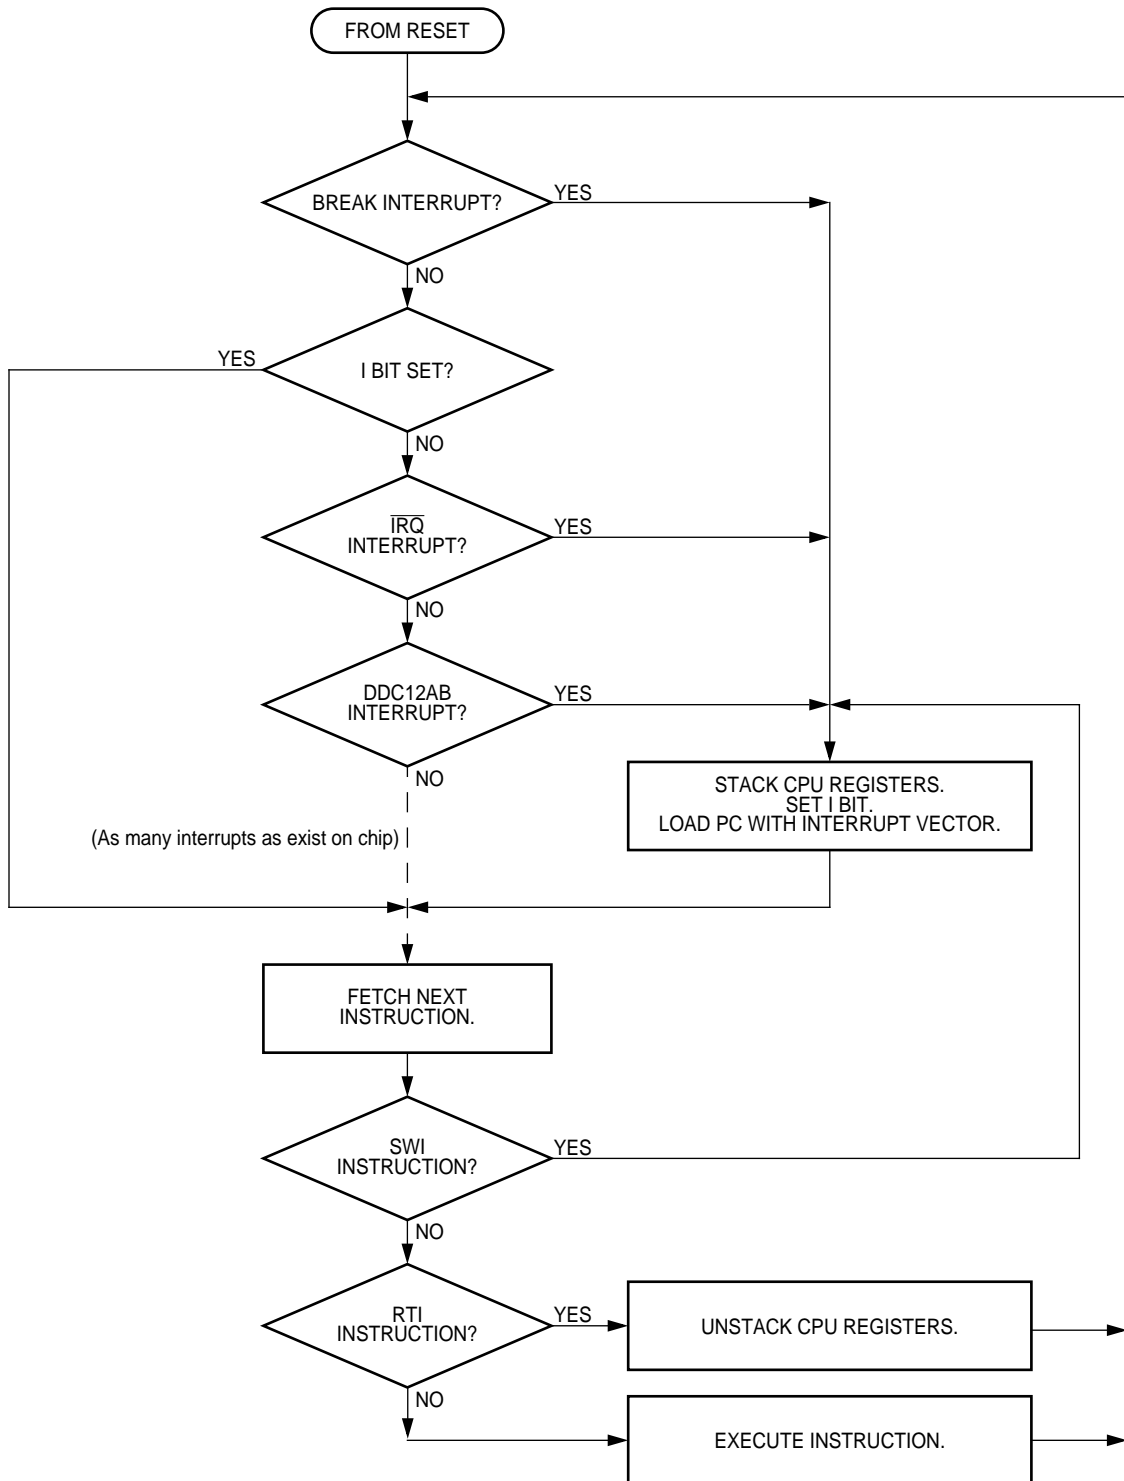 FROM RESET
BREAK INTERRUPT?
YES
NO
YES
I BIT SET?
NO
IRQ
INTERRUPT?
YES
NO
DDC12AB
INTERRUPT?
YES
NO
STACK CPU REGISTERS.
SET I BIT.
LOAD PC WITH INTERRUPT VECTOR.
(As many interrupts as exist on chip)
FETCH NEXT
INSTRUCTION.
SWI
INSTRUCTION?
YES
NO
RTI
INSTRUCTION?
YES
UNSTACK CPU REGISTERS.
NO
EXECUTE INSTRUCTION.